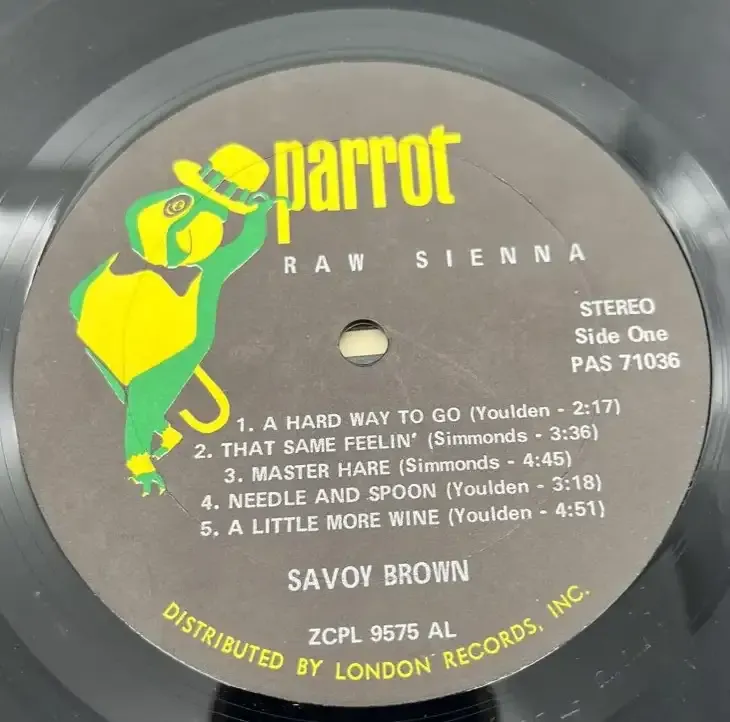 parrot
RAW SIENNA
STEREO
Side One
PAS 71036
1. A HARD WAY TO GO (Youlden - 2:17)
2. THAT SAME FEELIN' (Simmonds - 3:36)
3. MASTER HARE (Simmonds - 4:45)
4. NEEDLE AND SPOON (Youlden - 3:18)
5. A LITTLE MORE WINE (Youlden - 4:51)
SAVOY BROWN
ZCPL 9575 AL
DISTRIBUTED BY LONDON RECORDS, INC.